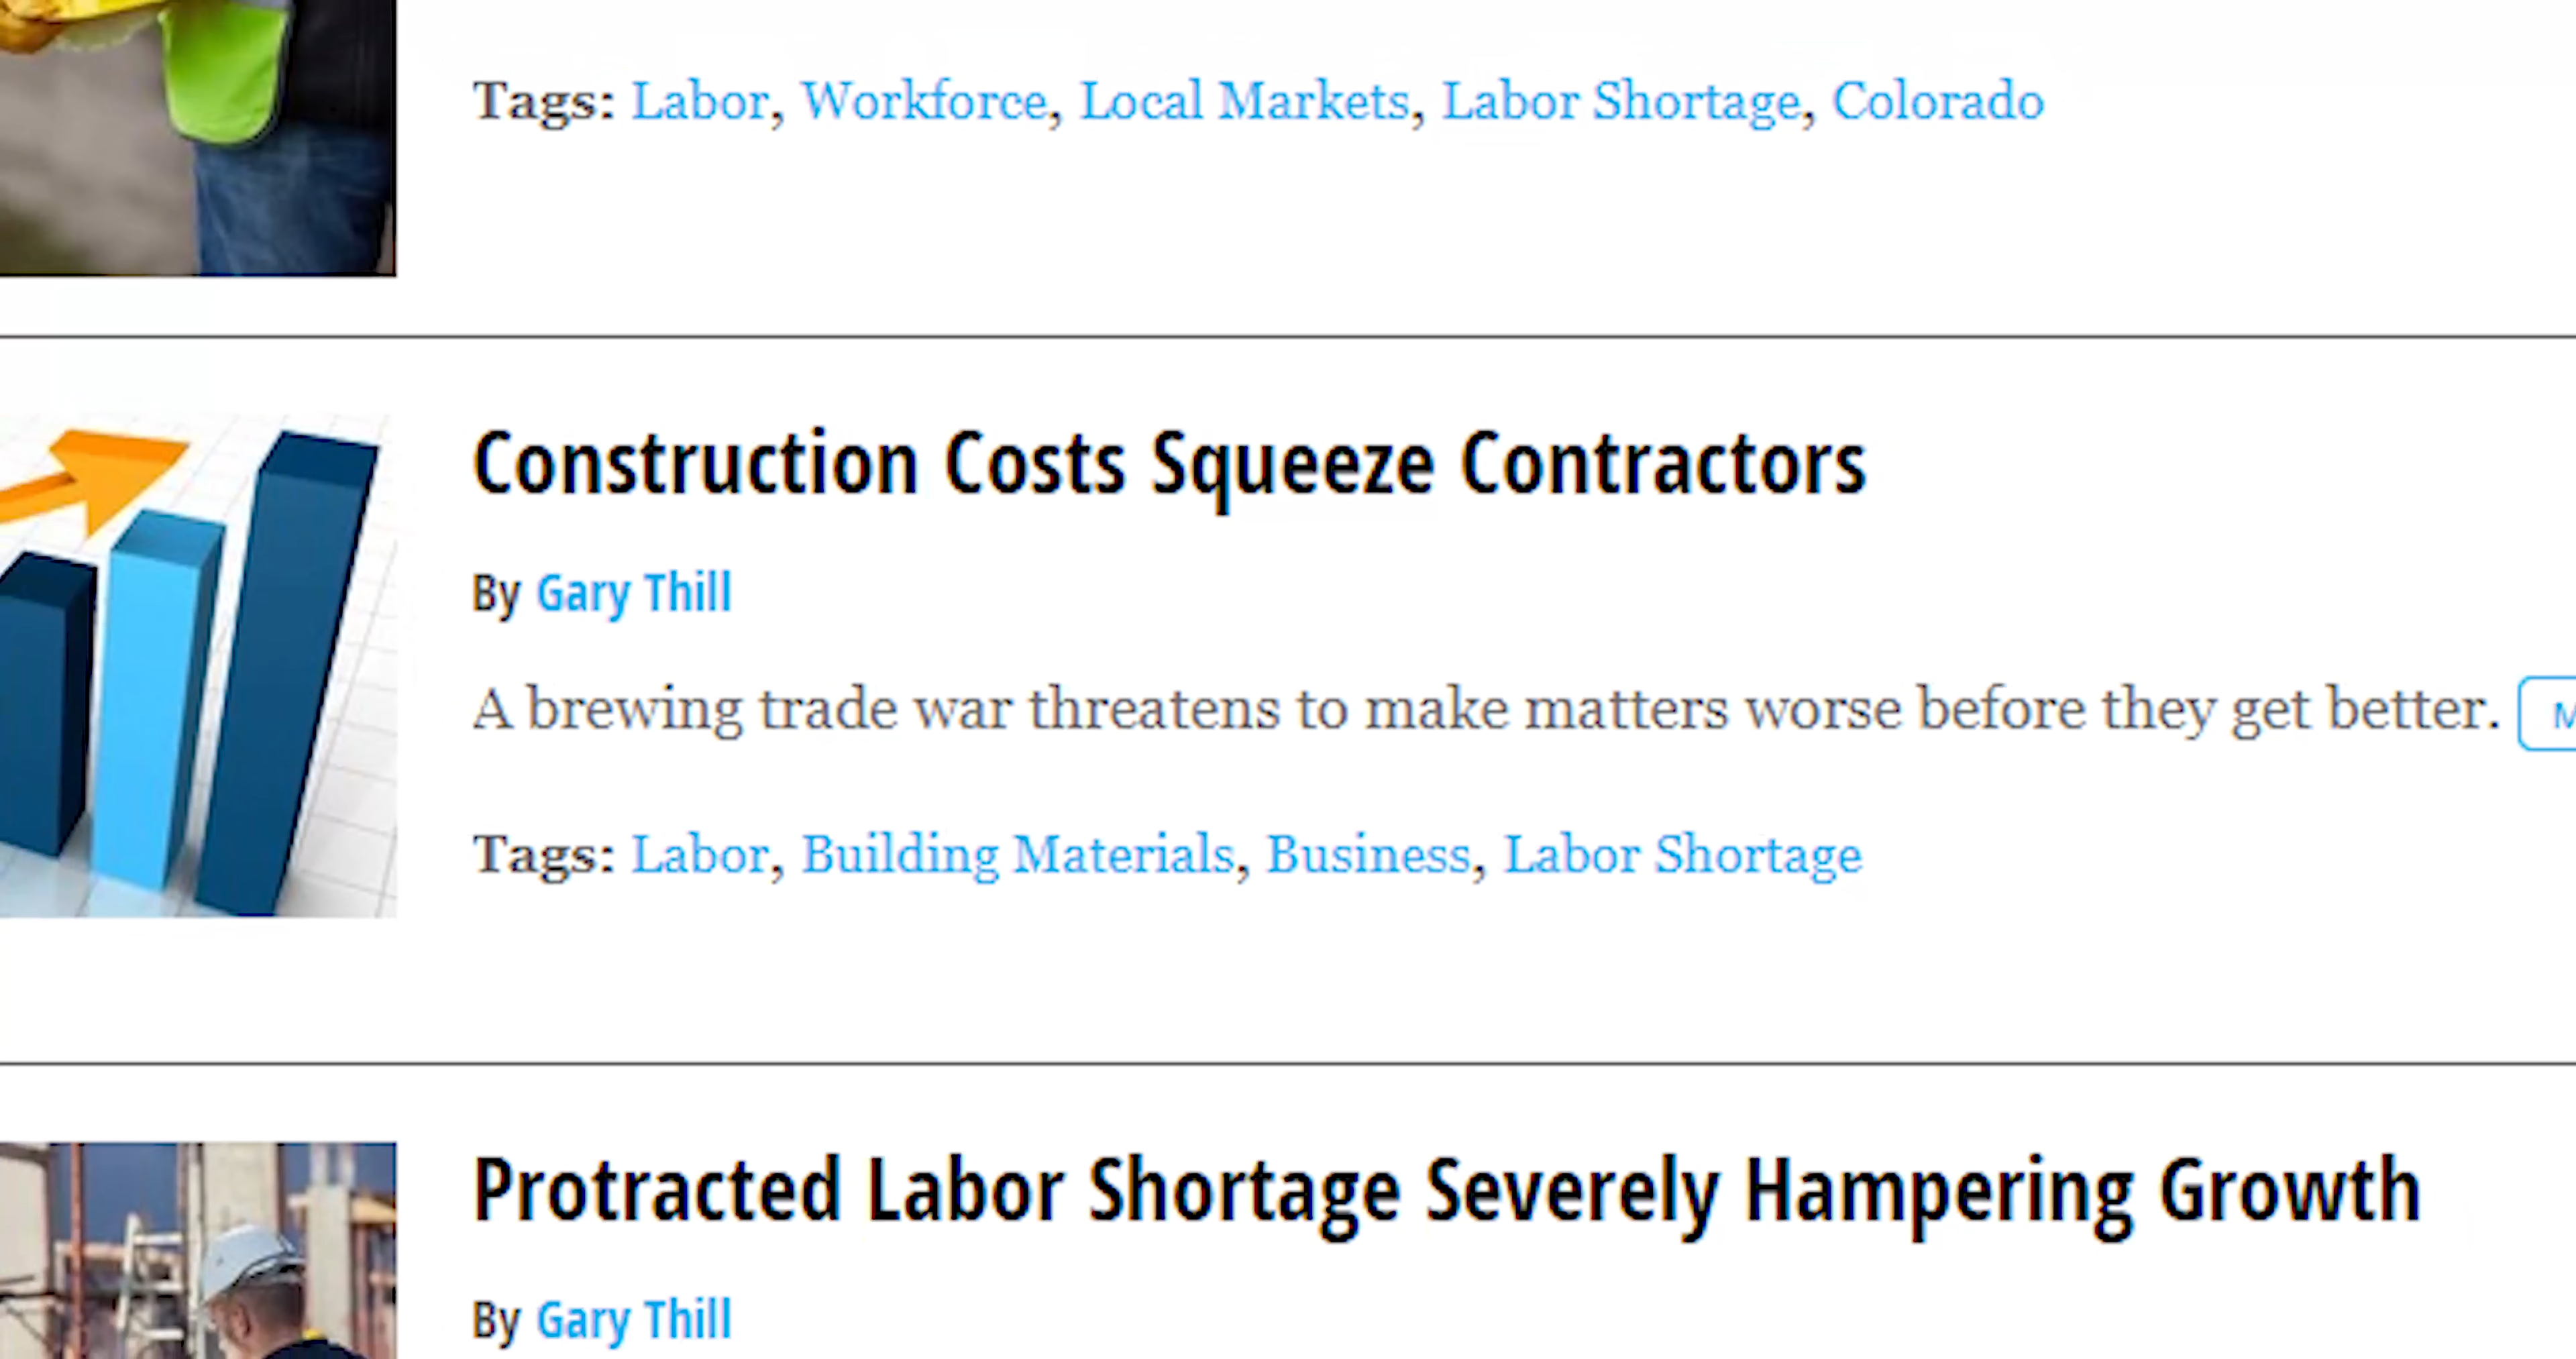 Tags: Labor, Workforce, Local Markets, Labor Shortage, Colorado
Construction Costs Squeeze Contractors
By Gary Thill
A brewing trade war threatens to make matters worse before they get better.
Tags: Labor, Building Materials, Business, Labor Shortage
Protracted Labor Shortage Severely Hampering Growth
By Gary Thill